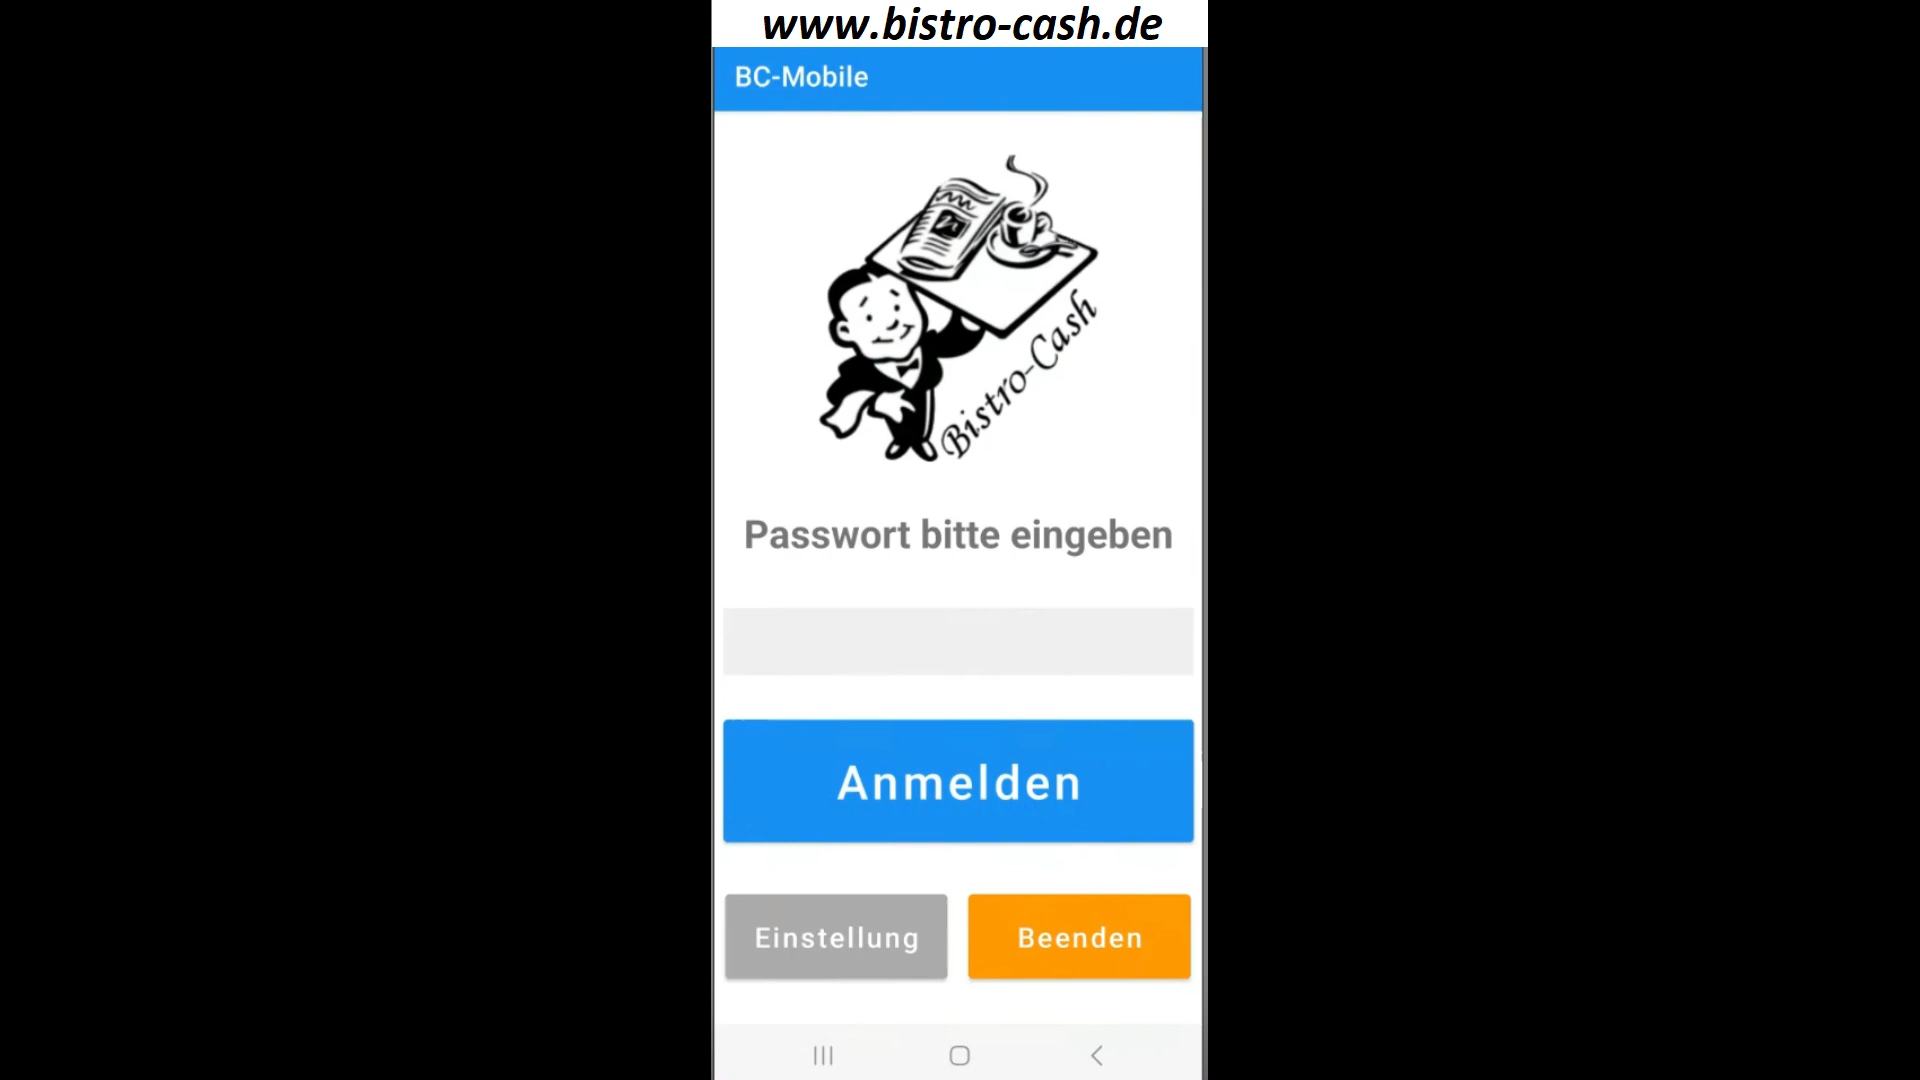 www.bistro-cash.de
BC-Mobile
Bistro-Cash
Passwort bitte eingeben
Anmelden
Einstellung
Beenden